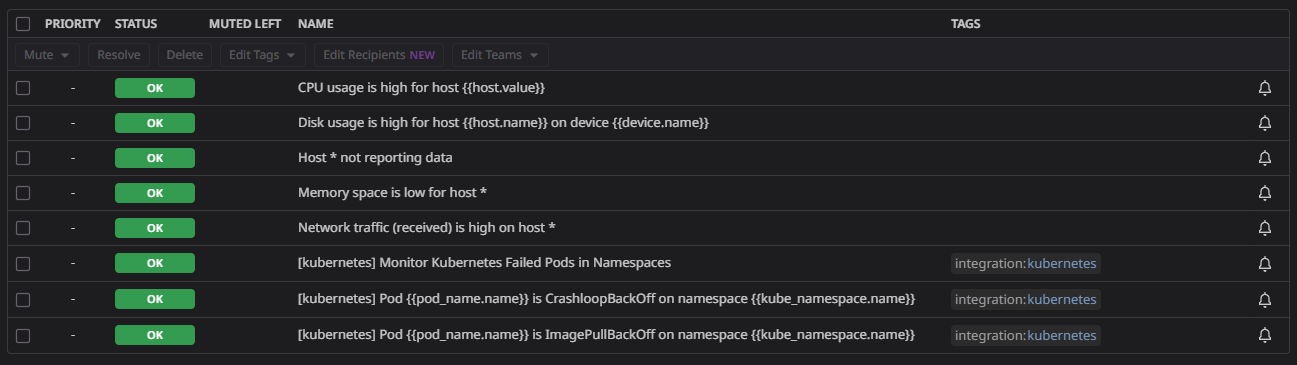 PRIORITY STATUS MUTED LEFT NAME TAGS
Mute Resolve Delete Edit Tags Edit Recipients NEW Edit Teams
- OK CPU usage is high for host {{host.value}}
- OK Disk usage is high for host {{host.name}} on device {{device.name}}
- OK Host * not reporting data
- OK Memory space is low for host *
- OK Network traffic (received) is high on host *
- OK [kubernetes] Monitor Kubernetes Failed Pods in Namespaces integration:kubernetes
- OK [kubernetes] Pod {{pod_name.name}} is CrashloopBackOff on namespace {{kube_namespace.name}} integration:kubernetes
- OK [kubernetes] Pod {{pod_name.name}} is ImagePullBackOff on namespace {{kube_namespace.name}} integration:kubernetes